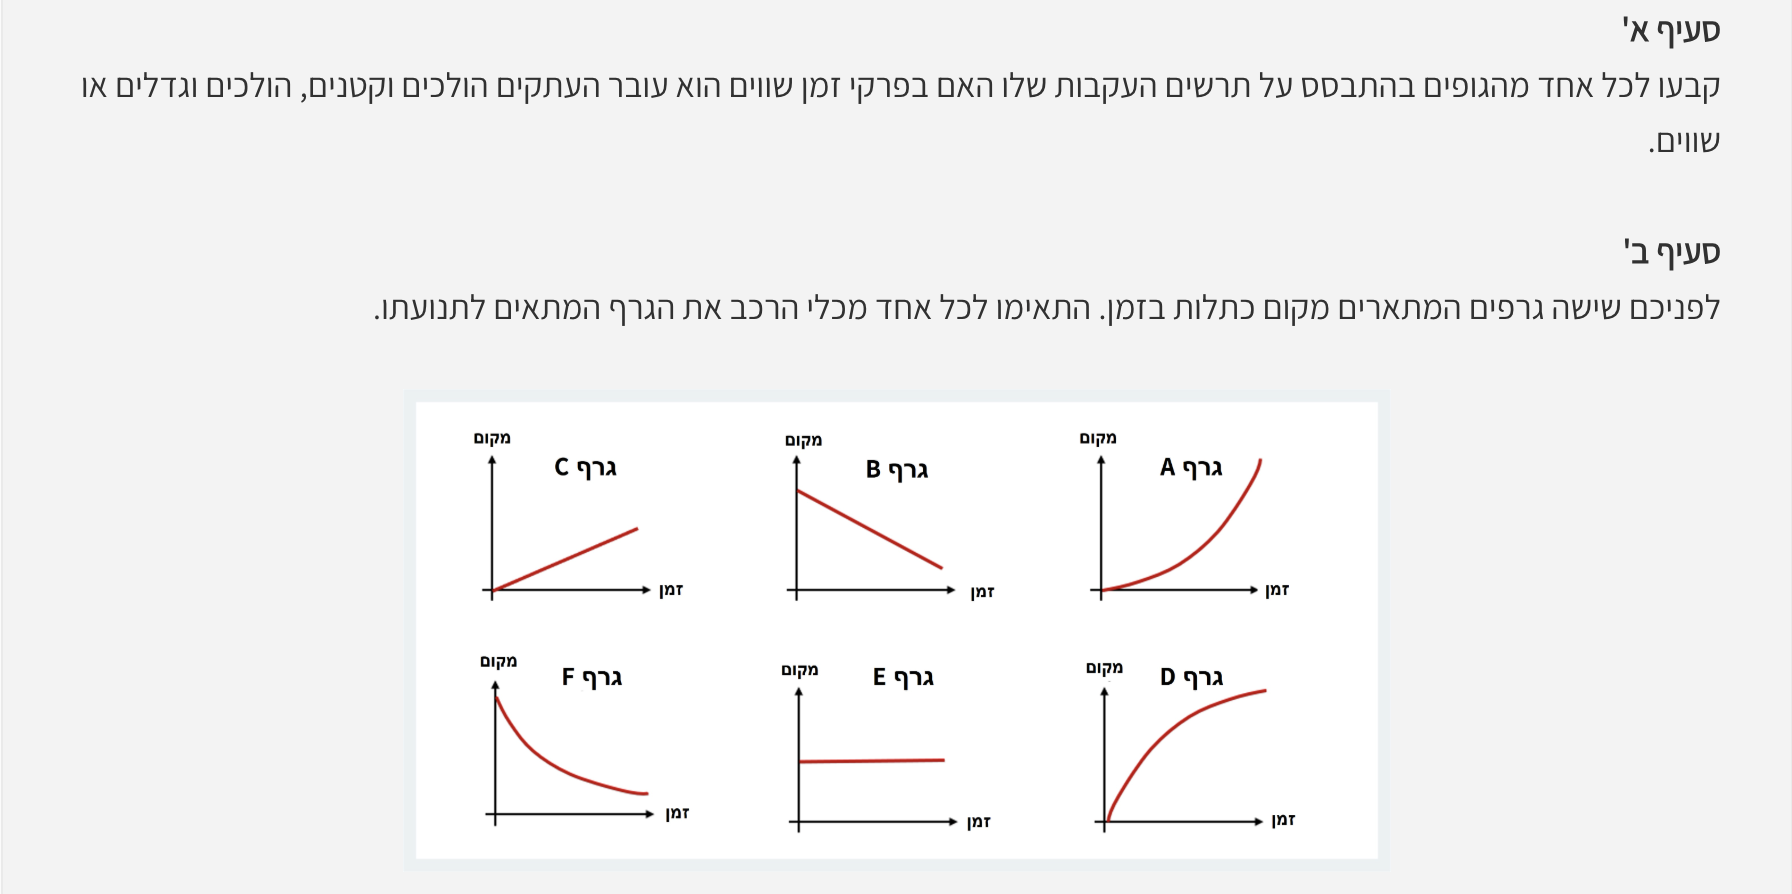 סעיף א'
קבעו לכל אחד מהגופים בהתבסס על תרשים העקבות שלו האם בפרקי זמן שווים הוא עובר העתקים הולכים וקטנים, הולכים וגדלים או
שווים.
סעיף ב'
לפניכם שישה גרפים המתארים מקום כתלות בזמן. התאימו לכל אחד מכלי הרכב את הגרף המתאים לתנועתו.
מקום
גרף A
זמן
מקום
גרף B
זמן
מקום
גרף C
זמן
מקום
גרף D
זמן
מקום
גרף E
זמן
מקום
גרף F
זמן